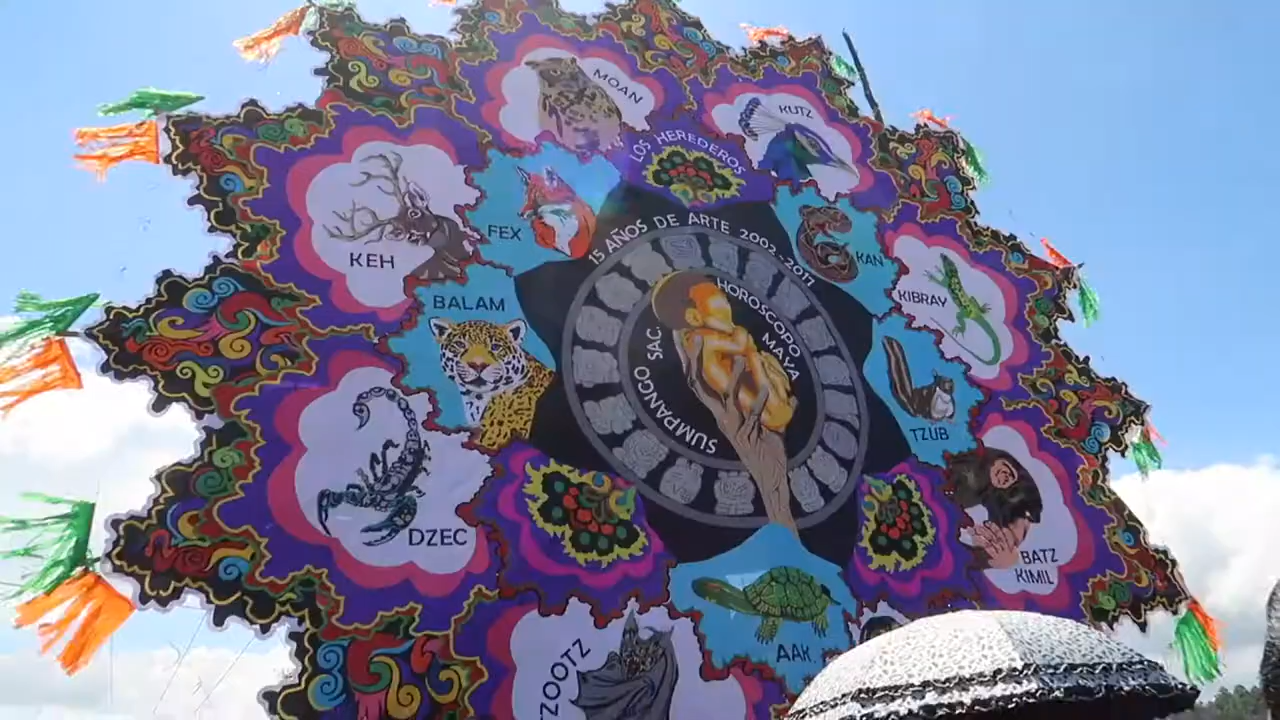 MOAN
KUTZ
LOS HEREDEROS
KEH
FEX
KAN
15 AÑOS DE ARTE 2002-2017
BALAM
KIBRAY
HOROSCOPO
MAYA
SUMPANGO SAC.
TZUB
DZEC
BATZ
KIMIL
AAK
TZOOTZ